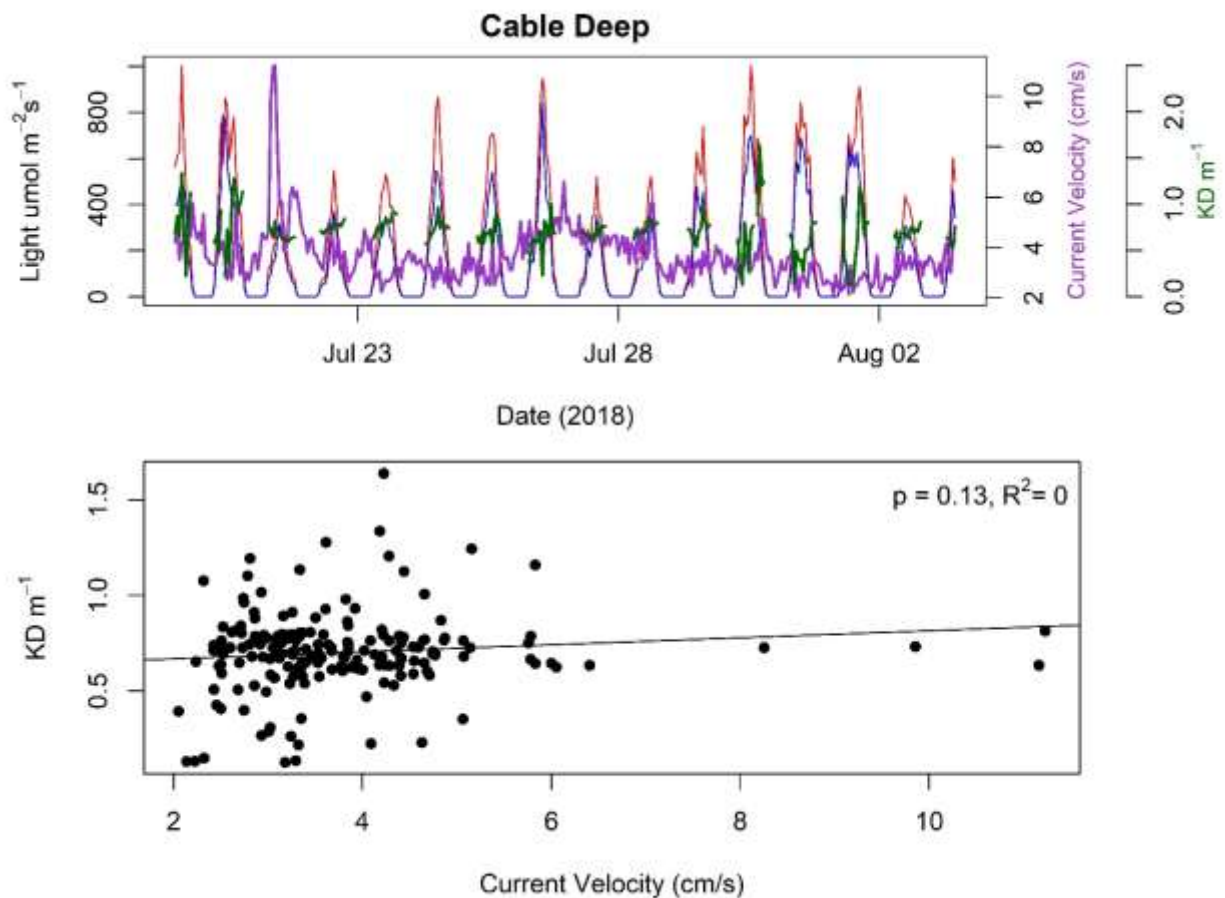 Cable Deep
Light umol m⁻²s⁻¹
0 400 800
2 4 6 8 10
Current Velocity (cm/s)
0.0 1.0 2.0
KD m⁻¹
Jul 23 Jul 28 Aug 02
Date (2018)
p = 0.13, R²= 0
KD m⁻¹
0.5 1.0 1.5
2 4 6 8 10
Current Velocity (cm/s)